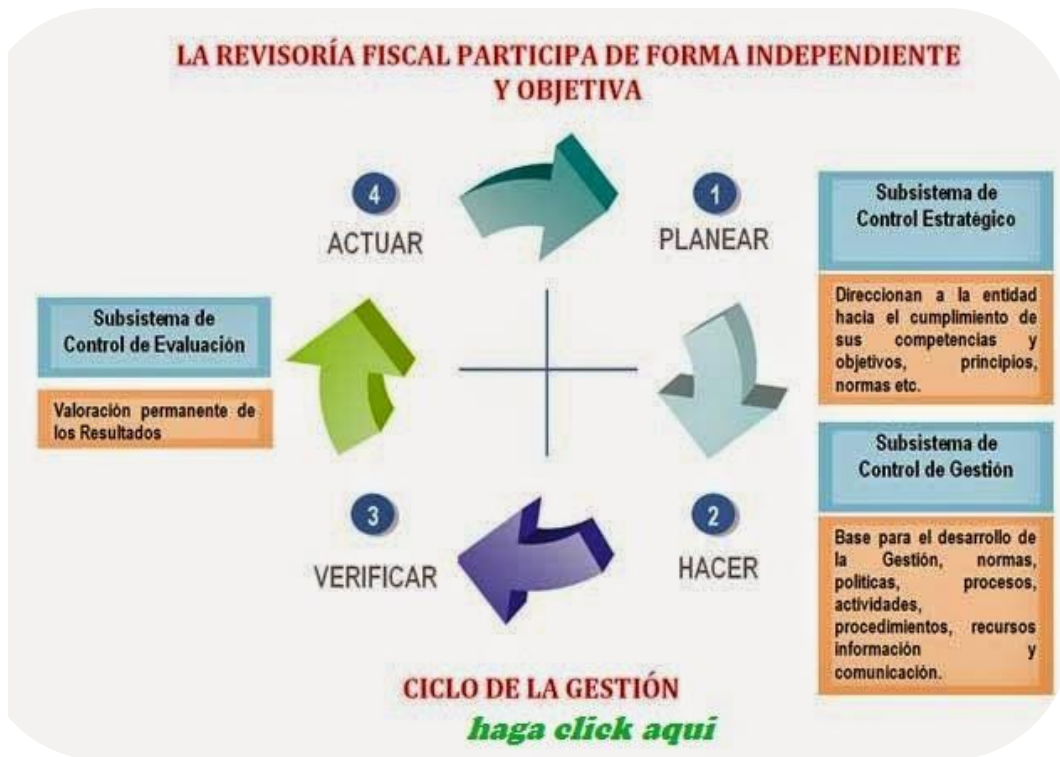 LA REVISORÍA FISCAL PARTICIPA DE FORMA INDEPENDIENTE
Y OBJETIVA
4
ACTUAR
1
PLANEAR
Subsistema de
Control Estratégico
Direccionan a la entidad
hacia el cumplimiento de
sus competencias y
objetivos, principios,
normas etc.
Subsistema de
Control de Evaluación
Valoración permanente de
los Resultados
Subsistema de
Control de Gestión
Base para el desarrollo de
la Gestión, normas,
políticas, procesos,
actividades,
procedimientos, recursos
información y
comunicación.
3
VERIFICAR
2
HACER
CICLO DE LA GESTIÓN
haga click aqui